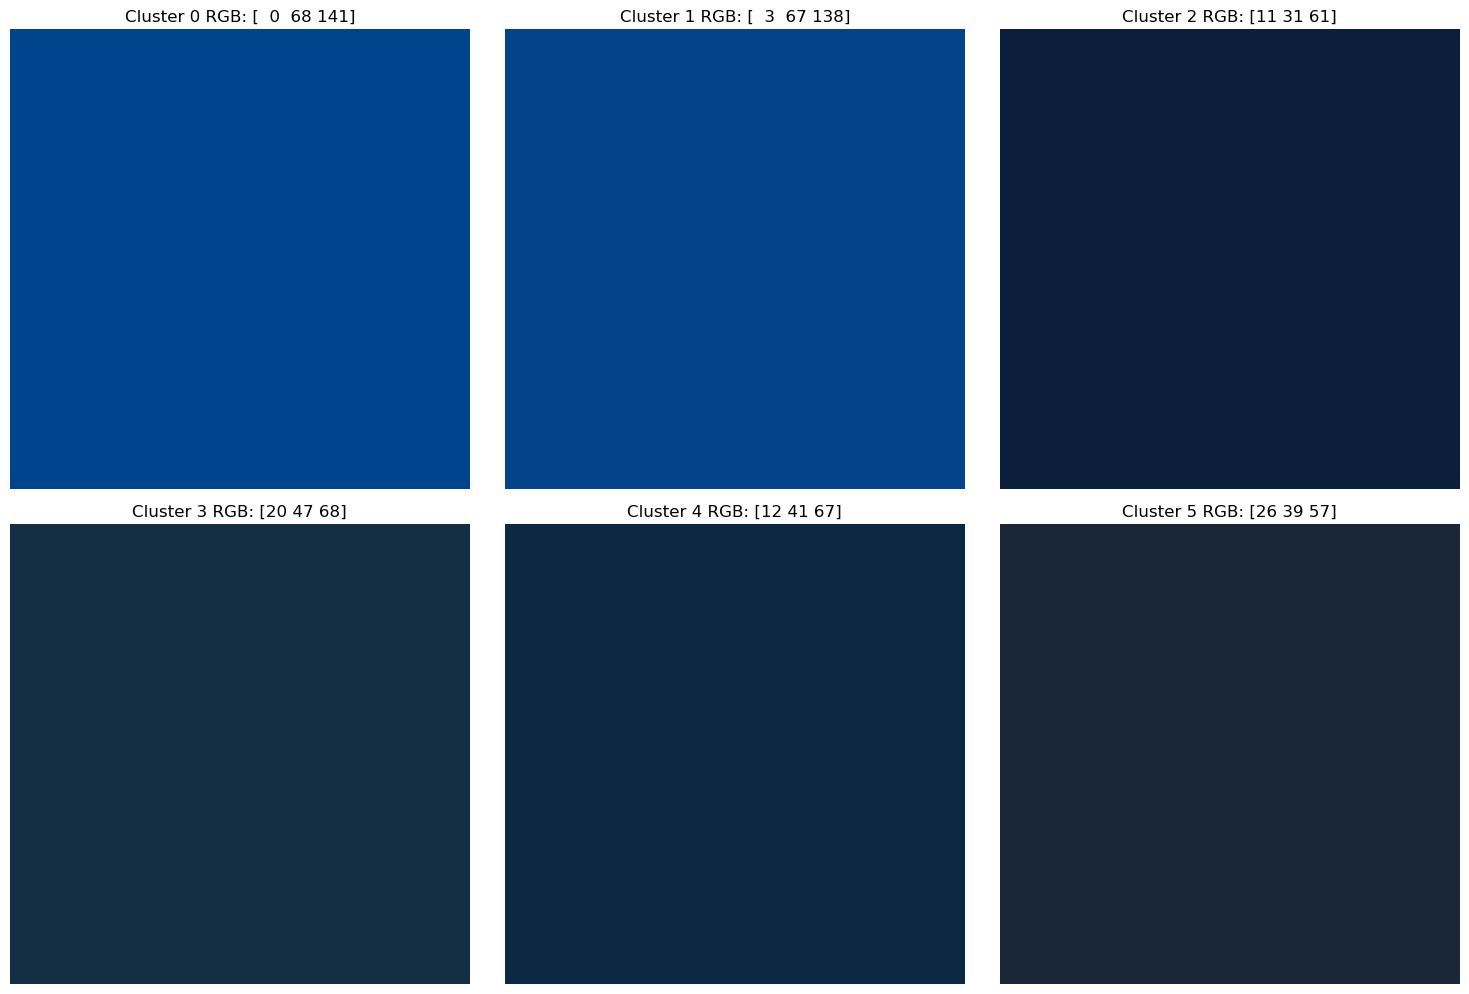 Cluster 0 RGB: [  0  68 141]
Cluster 1 RGB: [  3  67 138]
Cluster 2 RGB: [11 31 61]
Cluster 3 RGB: [20 47 68]
Cluster 4 RGB: [12 41 67]
Cluster 5 RGB: [26 39 57]